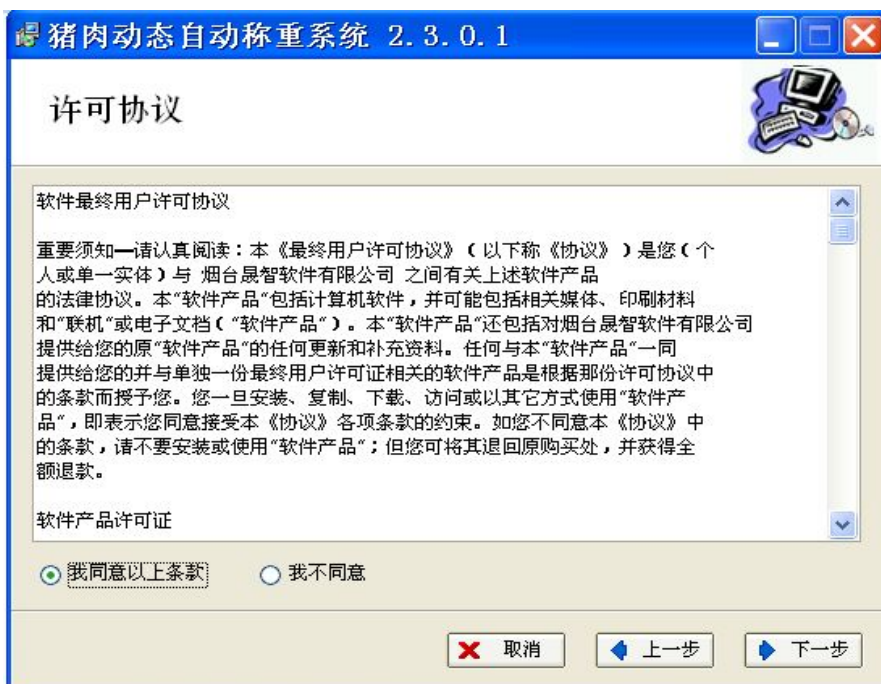 猪肉动态自动称重系统 2.3.0.1
许可协议
软件最终用户许可协议
重要须知—请认真阅读：本《最终用户许可协议》（以下称《协议》）是您（个
人或单一实体）与 烟台晟智软件有限公司 之间有关上述软件产品
的法律协议。本“软件产品”包括计算机软件，并可能包括相关媒体、印刷材料
和“联机”或电子文档（“软件产品”）。本“软件产品”还包括对烟台晟智软件有限公司
提供给您的原“软件产品”的任何更新和补充资料。任何与本“软件产品”一同
提供给您的并与单独一份最终用户许可证相关的软件产品是根据那份许可协议中
的条款而授予您。您一旦安装、复制、下载、访问或以其它方式使用“软件产
品”，即表示您同意接受本《协议》各项条款的约束。如您不同意本《协议》中
的条款，请不要安装或使用“软件产品”；但您可将其退回原购买处，并获得全
额退款。
软件产品许可证
我同意以上条款 我不同意
取消 上一步 下一步